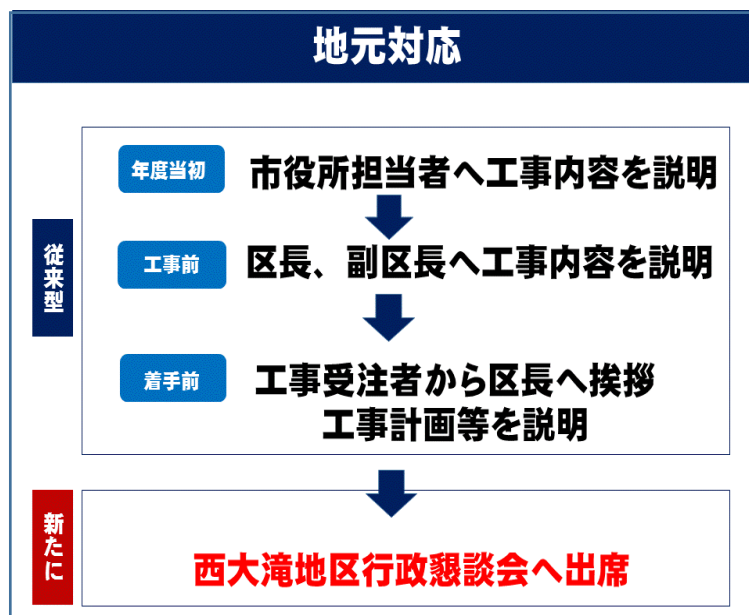 地元対応
年度当初
市役所担当者へ工事内容を説明
従来型
工事前
区長、副区長へ工事内容を説明
着手前
工事受注者から区長へ挨拶
工事計画等を説明
新たに
西大滝地区行政懇談会へ出席